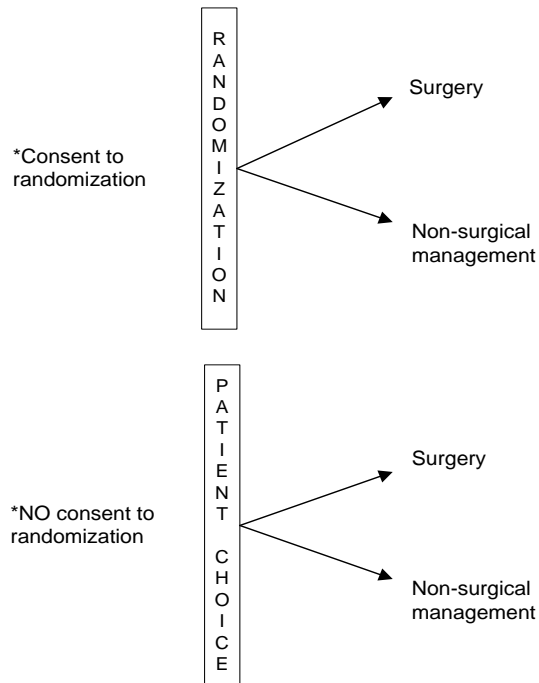 RANDOMIZATION
Surgery
*Consent to
randomization
Non-surgical
management
PATIENT CHOICE
Surgery
*NO consent to
randomization
Non-surgical
management